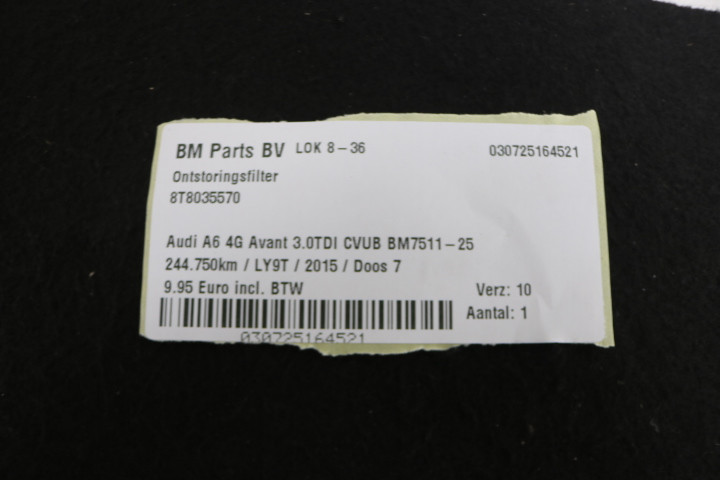 BM Parts BV LOK 8-36 030725164521
Ontstoringsfilter
8T8035570
Audi A6 4G Avant 3.0TDI CVUB BM7511-25
244.750km / LY9T / 2015 / Doos 7
9.95 Euro incl. BTW Verz: 10
Aantal: 1
030725164521